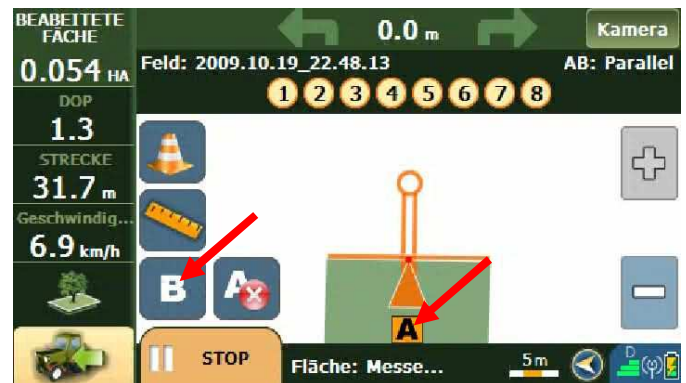 BEABEITETE
FÄCHE
0.054 HA
DOP
1.3
STRECKE
31.7 m
Geschwindig...
6.9 km/h
0.0 m
Kamera
Feld: 2009.10.19_22.48.13
AB: Parallel
1 2 3 4 5 6 7 8
B
A
A
STOP
Fläche: Messe...
5m
D